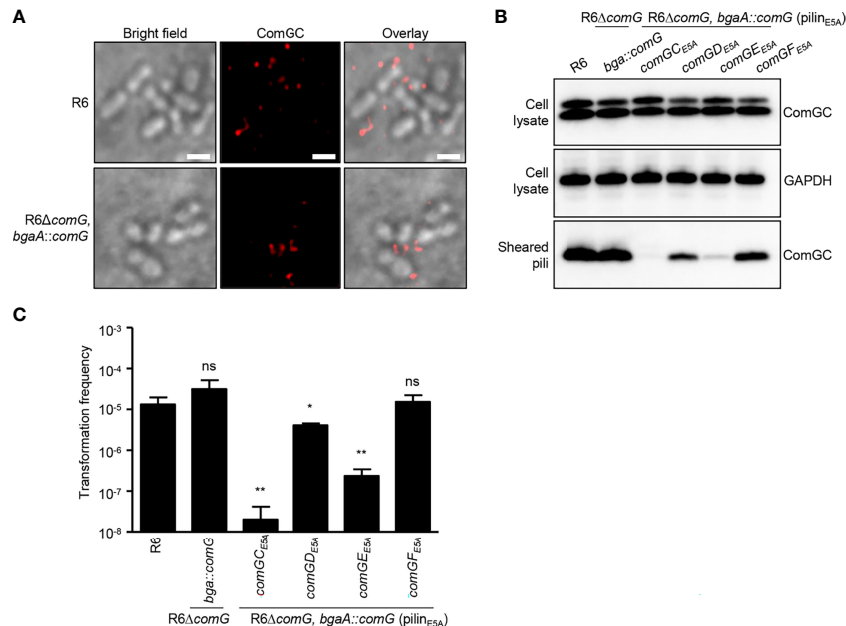 A
Bright field
ComGC
Overlay
R6
R6ΔcomG,
bgaA::comG
B
R6ΔcomG
R6ΔcomG, bgaA::comG (pilinE5A)
R6
bga::comG
comGCE5A
comGDE5A
comGEE5A
comGFE5A
Cell
lysate
ComGC
Cell
lysate
GAPDH
Sheared
pili
ComGC
C
Transformation frequency
10-3
10-4
10-5
10-6
10-7
10-8
ns
**
*
**
ns
R6
bga::comG
comGCE5A
comGDE5A
comGEE5A
comGFE5A
R6ΔcomG
R6ΔcomG, bgaA::comG (pilinE5A)